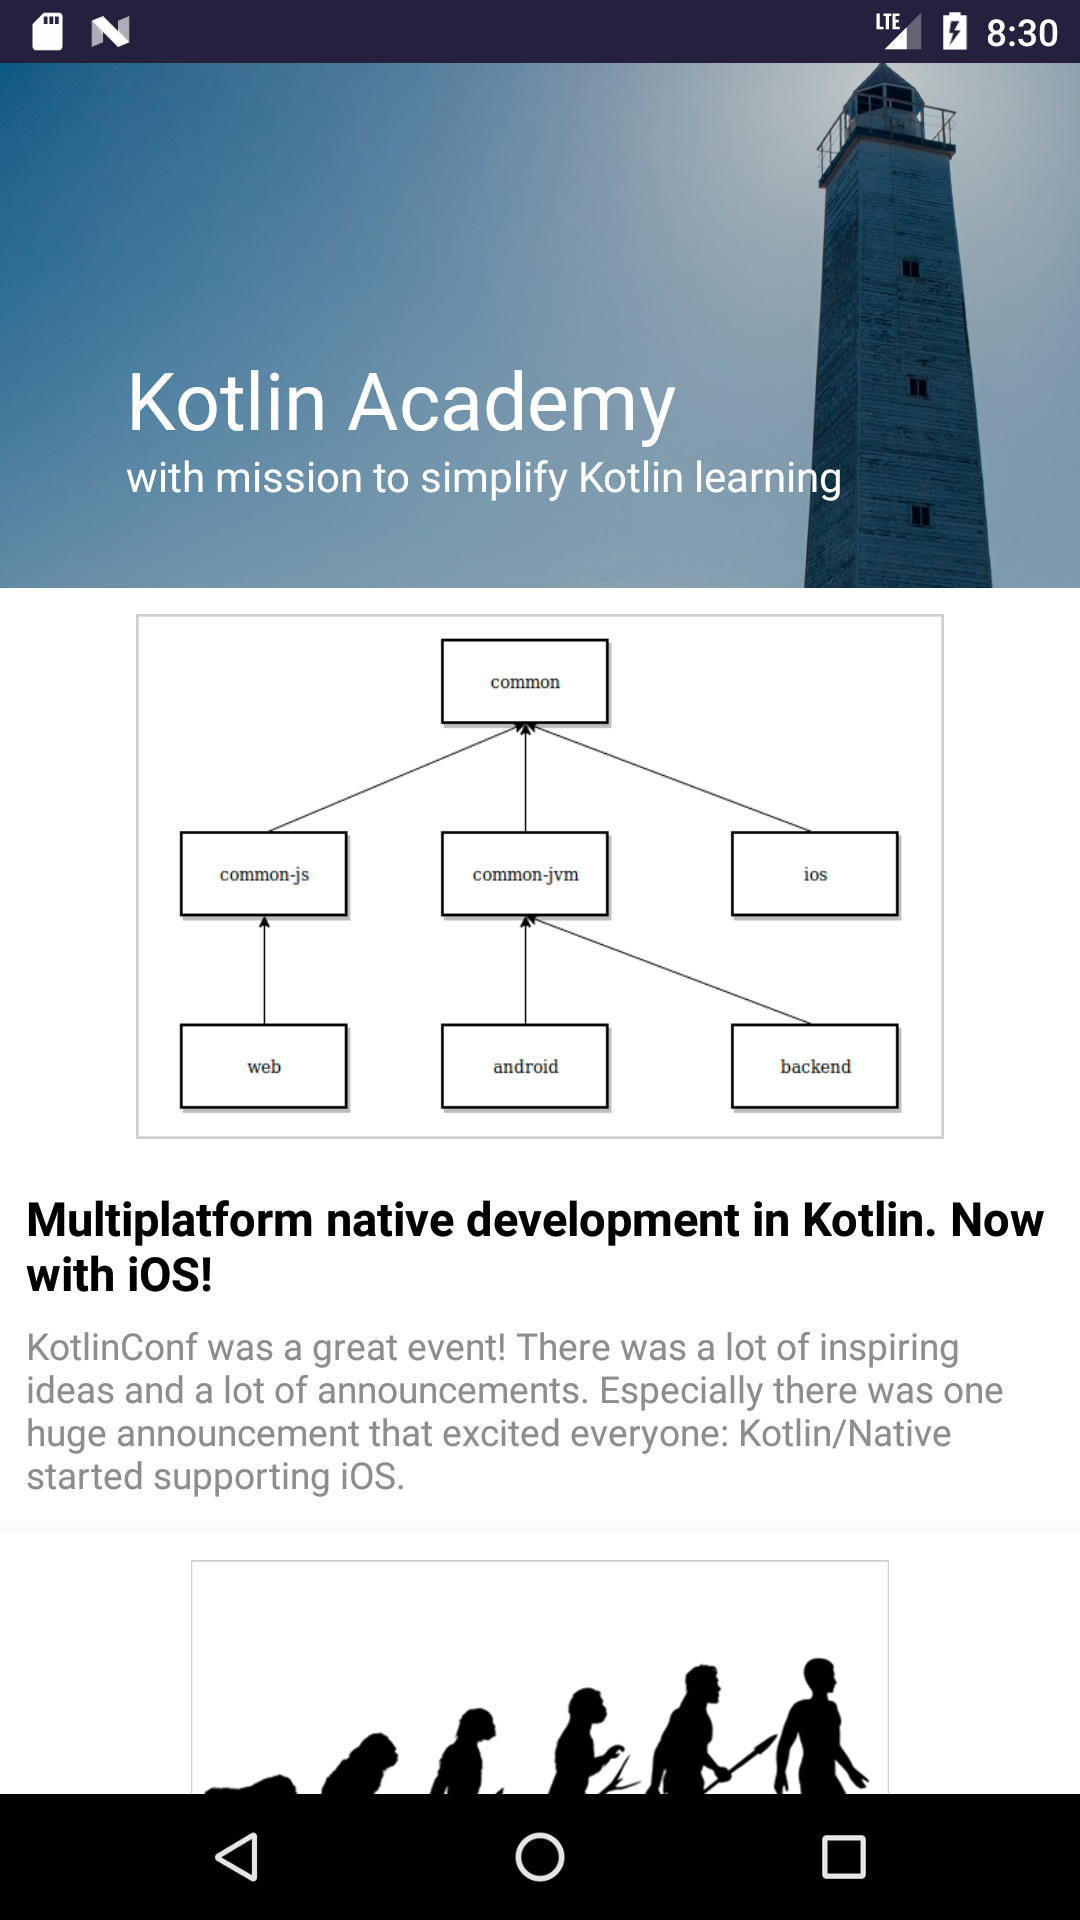 LTE 8:30
Kotlin Academy
with mission to simplify Kotlin learning
common
common-js common-jvm ios
web android backend
Multiplatform native development in Kotlin. Now
with iOS!
KotlinConf was a great event! There was a lot of inspiring
ideas and a lot of announcements. Especially there was one
huge announcement that excited everyone: Kotlin/Native
started supporting iOS.